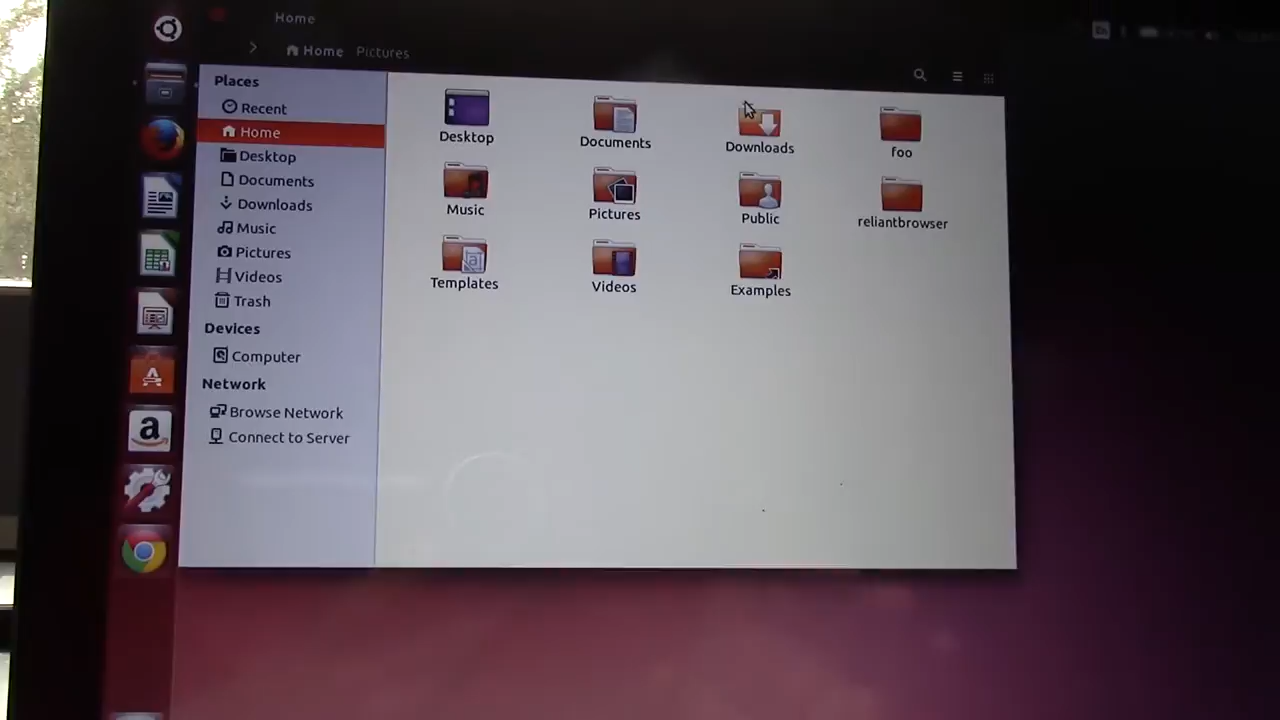 Home
Home Pictures
Places
Recent
Home
Desktop
Documents
Downloads
Music
Pictures
Videos
Trash
Devices
Computer
Network
Browse Network
Connect to Server
Desktop Documents Downloads foo
Music Pictures Public reliantbrowser
Templates Videos Examples
a
En